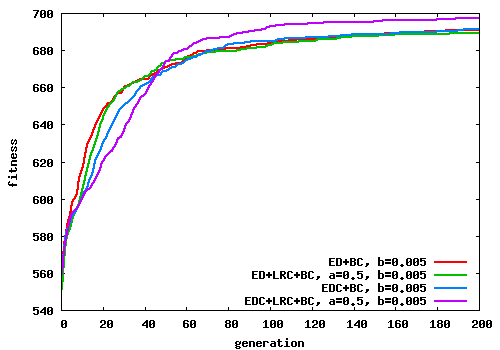 700
680
660
640
620
600
580
560
540
fitness
ED+BC, b=0.005
ED+LRC+BC, a=0.5, b=0.005
EDC+BC, b=0.005
EDC+LRC+BC, a=0.5, b=0.005
0 20 40 60 80 100 120 140 160 180 200
generation